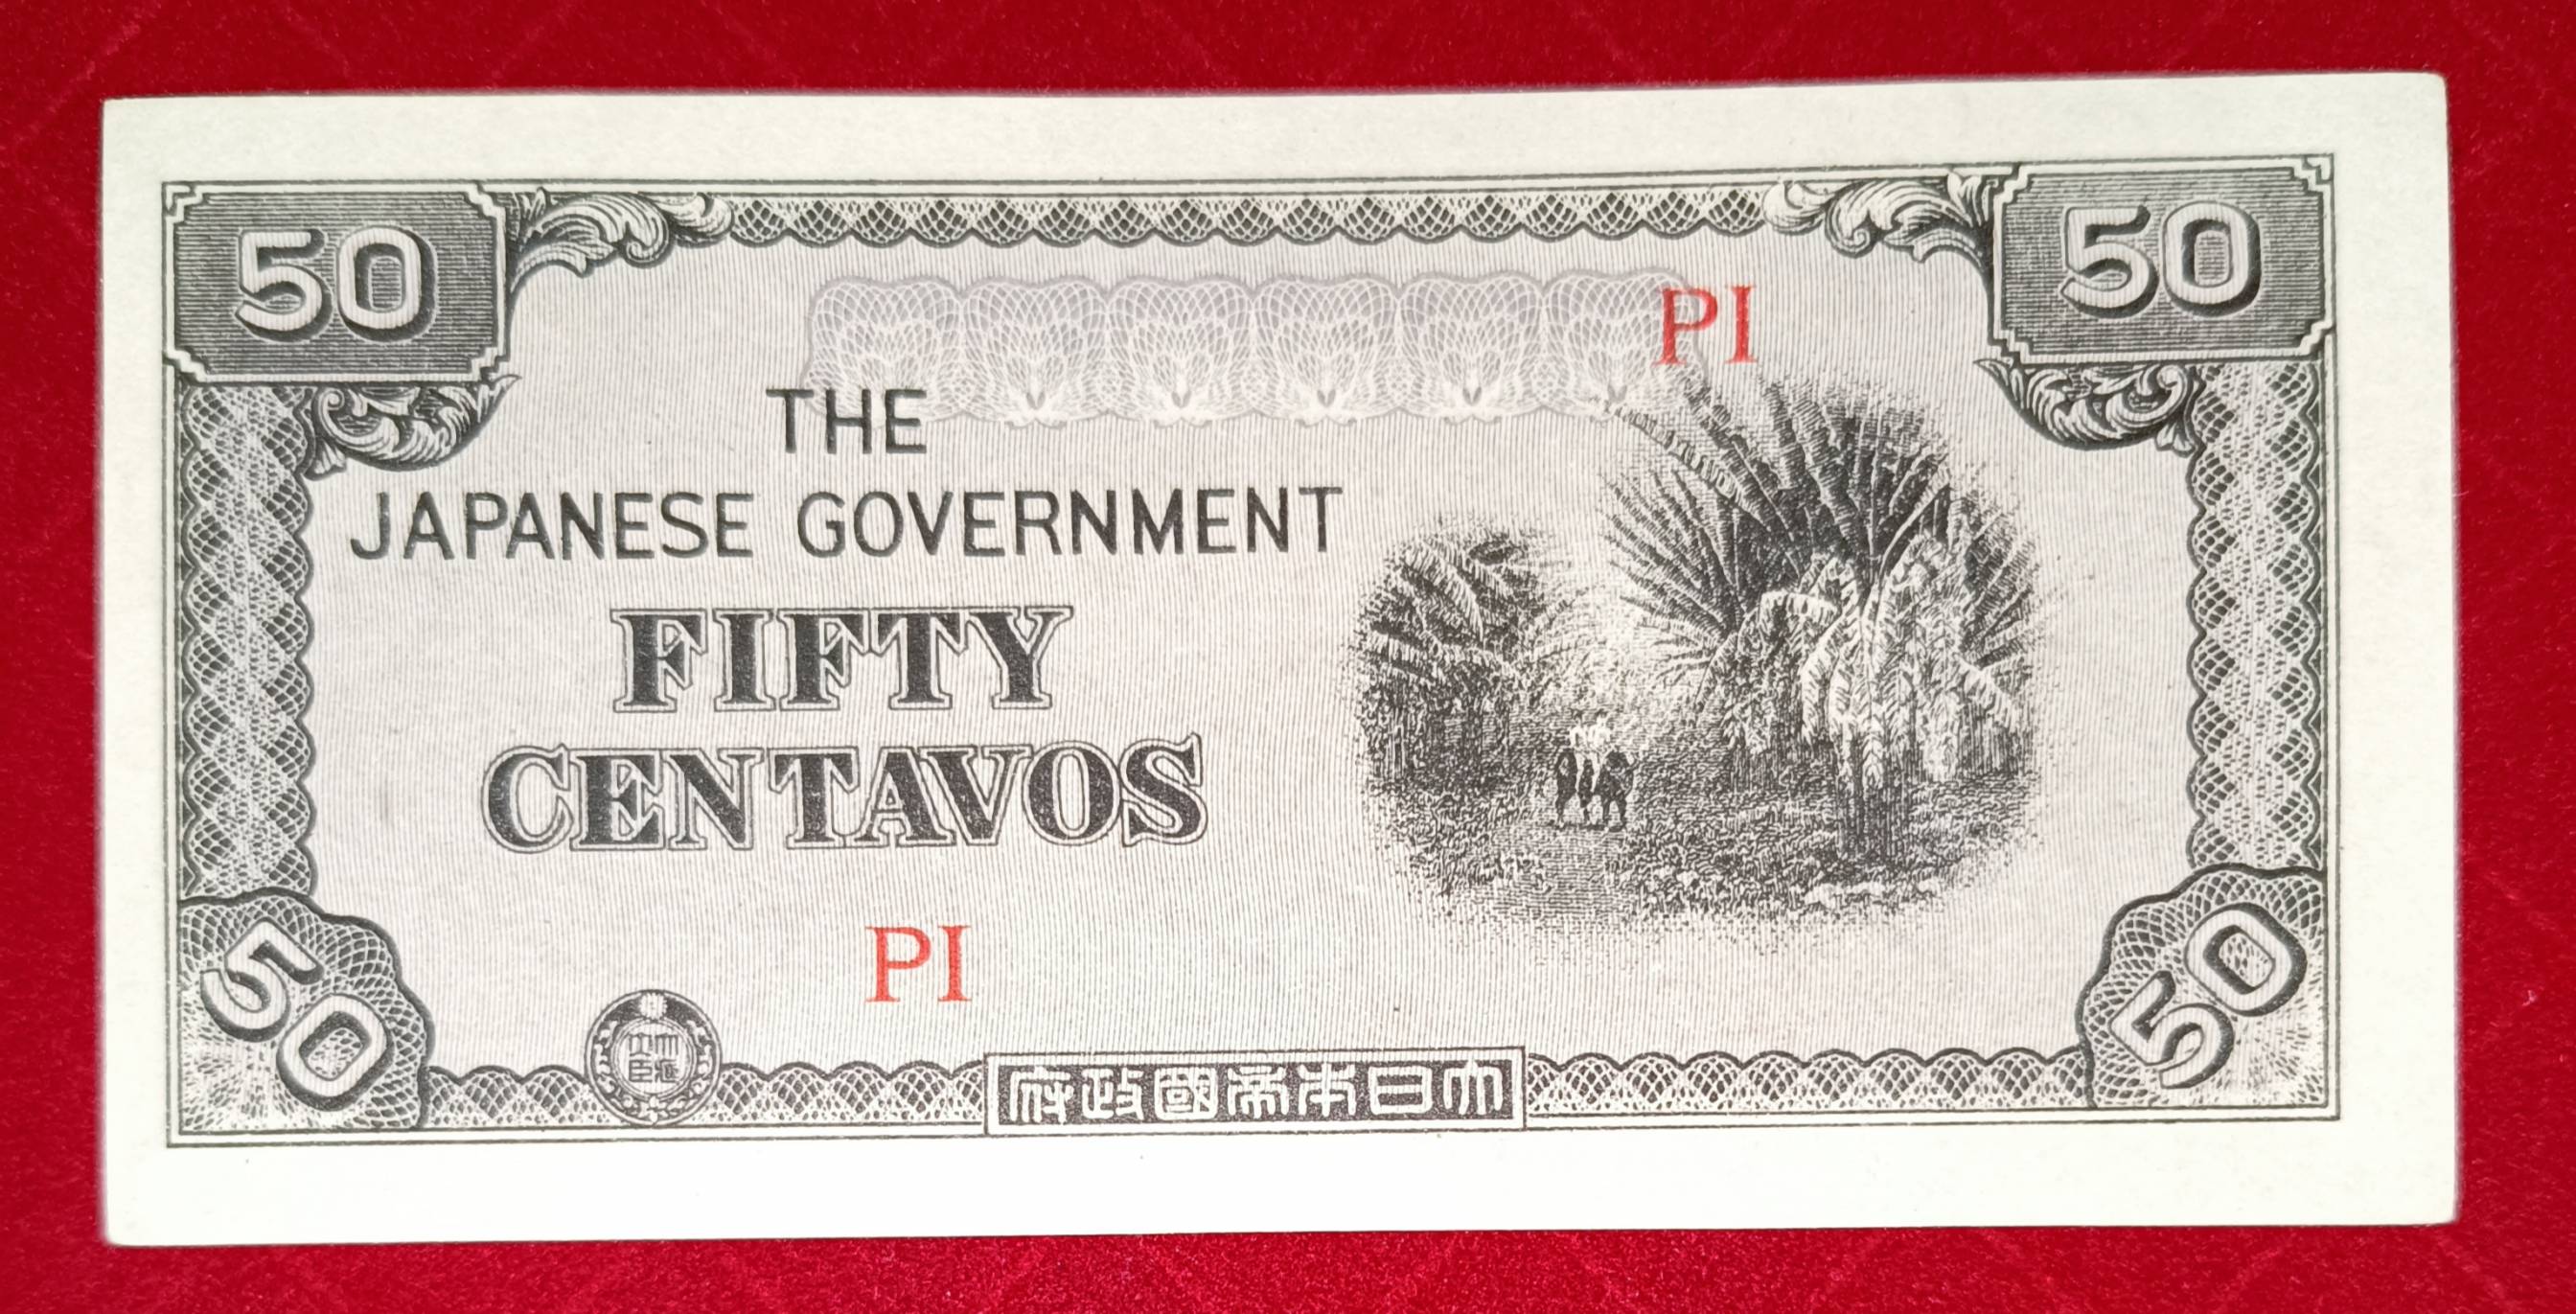 50
50
PI
THE
JAPANESE GOVERNMENT
FIFTY
CENTAVOS
PI
50
50
府政國帝本日大